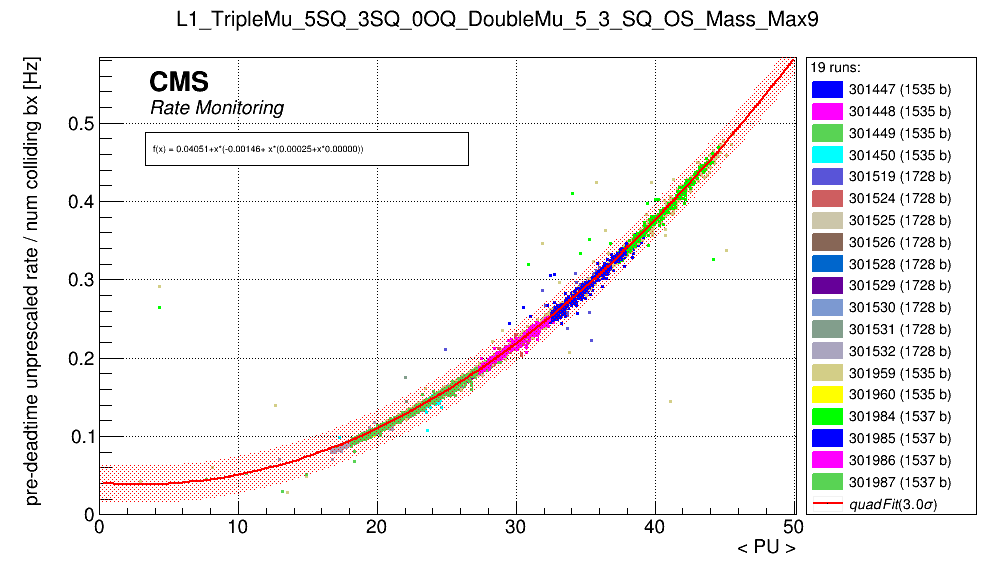 L1_TripleMu_5SQ_3SQ_0OQ_DoubleMu_5_3_SQ_OS_Mass_Max9
pre-deadtime unprescaled rate / num colliding bx [Hz]
CMS
Rate Monitoring
f(x) = 0.04051+x*(-0.00146+ x*(0.00025+x*0.00000))
0.5
0.4
0.3
0.2
0.1
0
0 10 20 30 40 50
< PU >
19 runs:
301447 (1535 b)
301448 (1535 b)
301449 (1535 b)
301450 (1535 b)
301519 (1728 b)
301524 (1728 b)
301525 (1728 b)
301526 (1728 b)
301528 (1728 b)
301529 (1728 b)
301530 (1728 b)
301531 (1728 b)
301532 (1728 b)
301959 (1535 b)
301960 (1535 b)
301984 (1537 b)
301985 (1537 b)
301986 (1537 b)
301987 (1537 b)
quadFit(3.0σ)